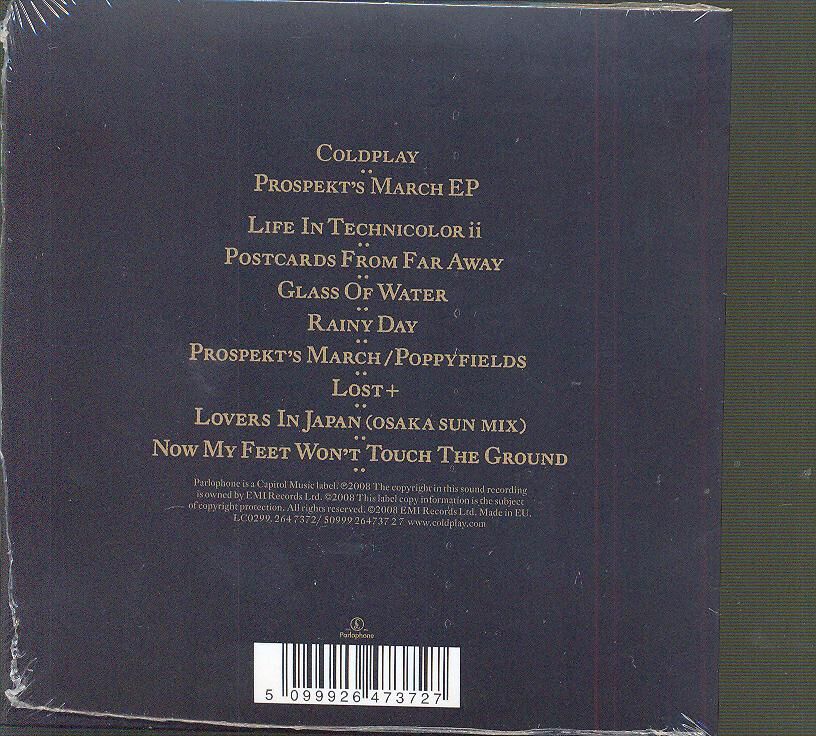 COLDPLAY
PROSPEKT'S MARCH EP
LIFE IN TECHNICOLOR ii
POSTCARDS FROM FAR AWAY
GLASS OF WATER
RAINY DAY
PROSPEKT'S MARCH/POPPYFIELDS
LOST+
LOVERS IN JAPAN (OSAKA SUN MIX)
NOW MY FEET WON'T TOUCH THE GROUND
Parlophone is a Capitol Music label. ℗2008 The copyright in this sound recording
is owned by EMI Records Ltd. ©2008 This label copy information is the subject
of copyright protection. All rights reserved. ©2008 EMI Records Ltd. Made in EU.
LC0299. 264 7372/ 50999 264737 2 7 www.coldplay.com
Parlophone
5 099926 473727